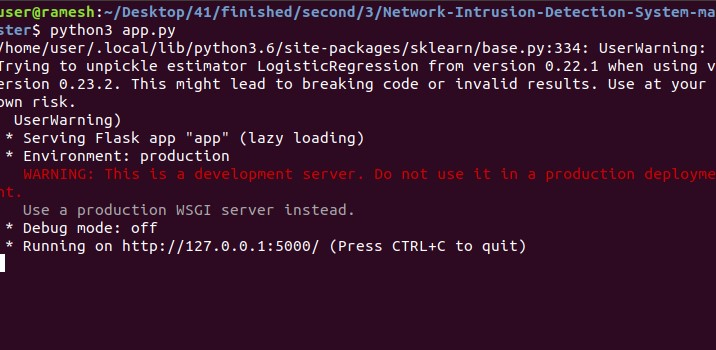 user@ramesh:~/Desktop/41/finished/second/3/Network-Intrusion-Detection-System-ma
ster$ python3 app.py
/home/user/.local/lib/python3.6/site-packages/sklearn/base.py:334: UserWarning:
Trying to unpickle estimator LogisticRegression from version 0.22.1 when using v
ersion 0.23.2. This might lead to breaking code or invalid results. Use at your
own risk.
  UserWarning)
 * Serving Flask app "app" (lazy loading)
 * Environment: production
   WARNING: This is a development server. Do not use it in a production deployme
nt.
   Use a production WSGI server instead.
 * Debug mode: off
 * Running on http://127.0.0.1:5000/ (Press CTRL+C to quit)